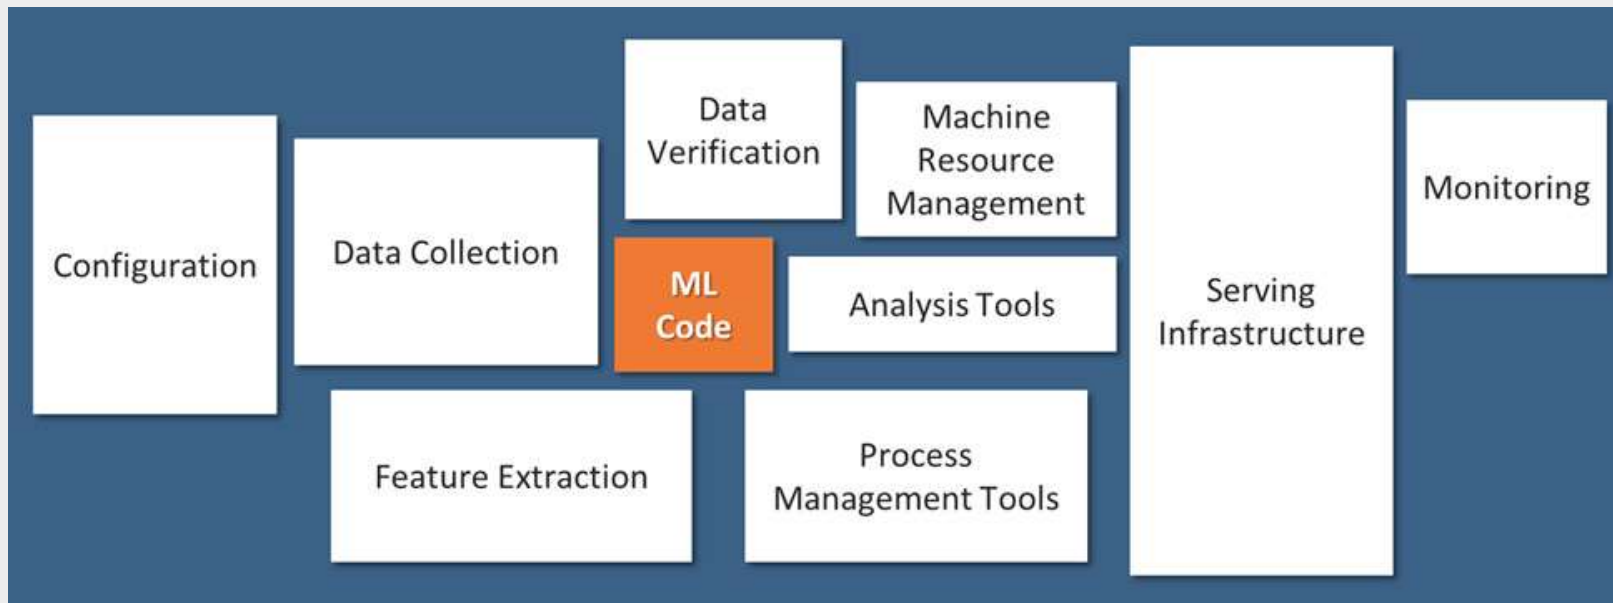 Configuration
Data Collection
Data
Verification
ML
Code
Feature Extraction
Machine
Resource
Management
Analysis Tools
Process
Management Tools
Serving
Infrastructure
Monitoring